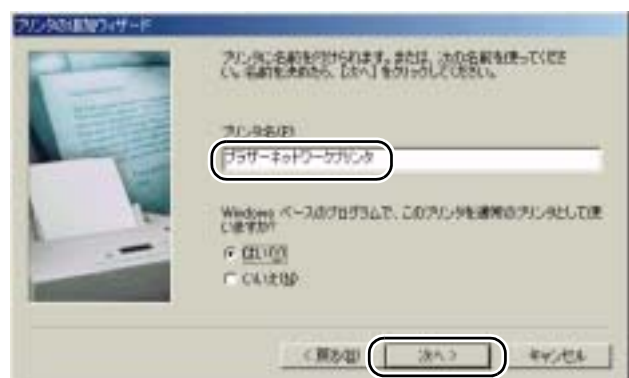 プリンタの追加ウィザード
プリンタに名前を付けられます。または、次の名前を使ってくださ
い。名前を決めたら、[次へ] をクリックしてください。
プリンタ名(P)
ブラザーネットワークプリンタ
Windows ベースのプログラムで、このプリンタを通常のプリンタとして使
いますか?
はい(Y)
いいえ(N)
< 戻る(B)
次へ >
キャンセル